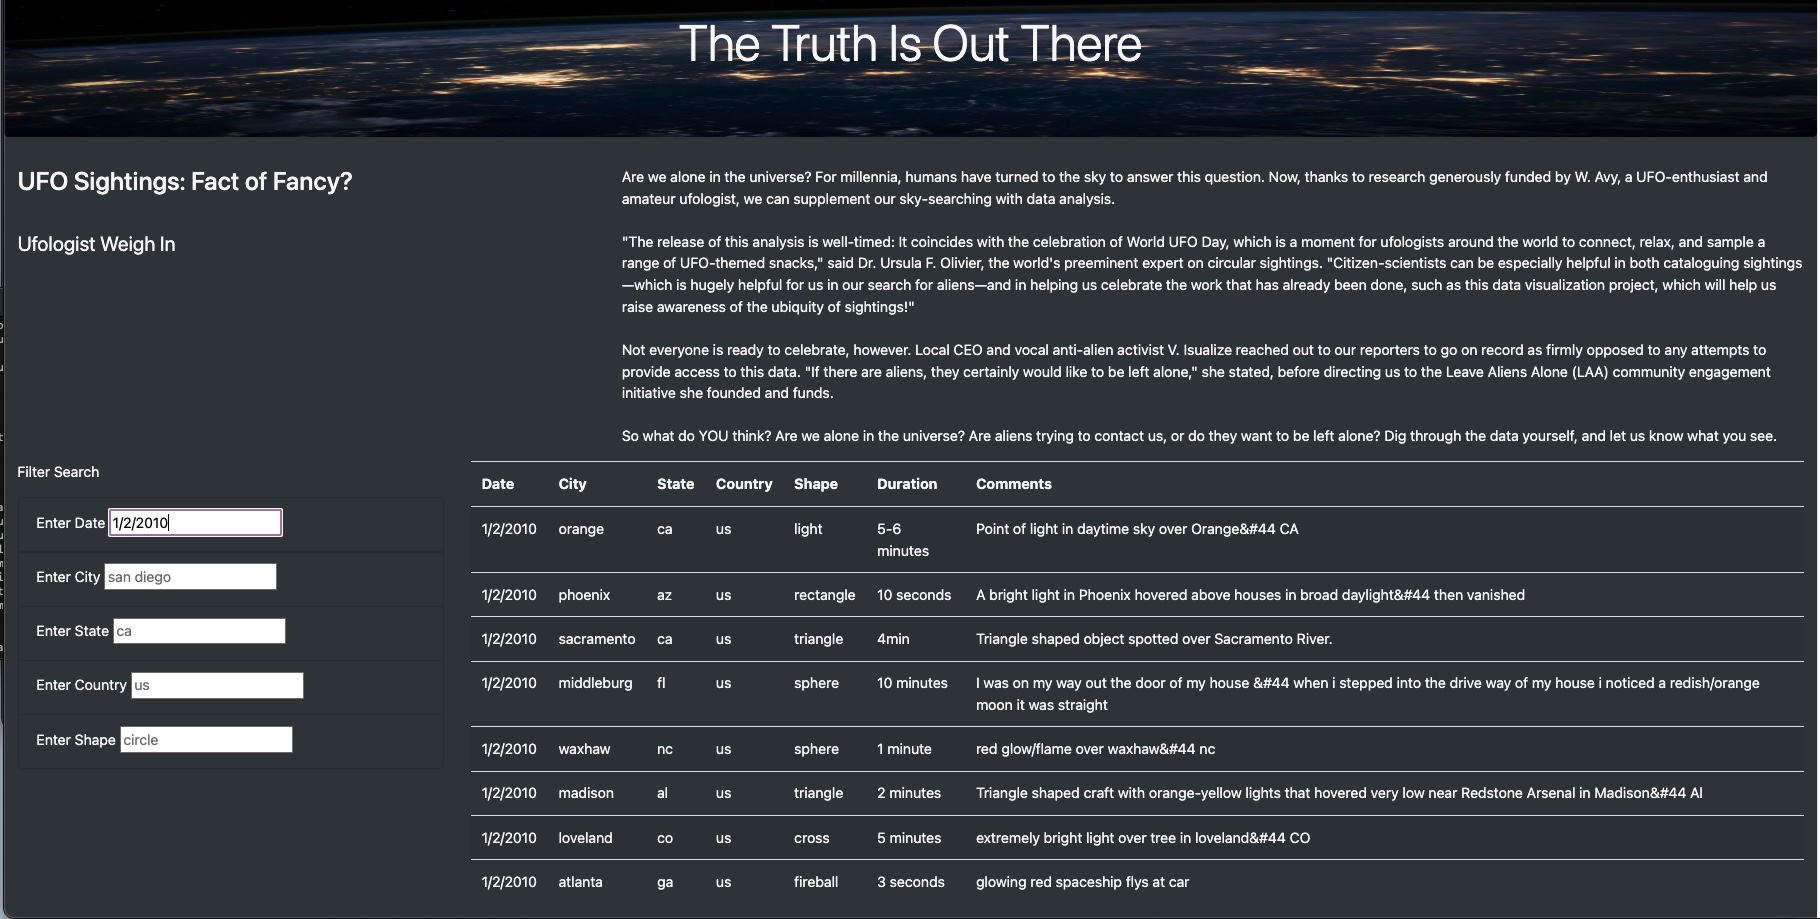 The Truth Is Out There
UFO Sightings: Fact of Fancy?
Ufologist Weigh In
Are we alone in the universe? For millennia, humans have turned to the sky to answer this question. Now, thanks to research generously funded by W. Avy, a UFO-enthusiast and
amateur ufologist, we can supplement our sky-searching with data analysis.
"The release of this analysis is well-timed: It coincides with the celebration of World UFO Day, which is a moment for ufologists around the world to connect, relax, and sample a
range of UFO-themed snacks," said Dr. Ursula F. Olivier, the world's preeminent expert on circular sightings. "Citizen-scientists can be especially helpful in both cataloguing sightings
—which is hugely helpful for us in our search for aliens—and in helping us celebrate the work that has already been done, such as this data visualization project, which will help us
raise awareness of the ubiquity of sightings!"
Not everyone is ready to celebrate, however. Local CEO and vocal anti-alien activist V. Isualize reached out to our reporters to go on record as firmly opposed to any attempts to
provide access to this data. "If there are aliens, they certainly would like to be left alone," she stated, before directing us to the Leave Aliens Alone (LAA) community engagement
initiative she founded and funds.
So what do YOU think? Are we alone in the universe? Are aliens trying to contact us, or do they want to be left alone? Dig through the data yourself, and let us know what you see.
Filter Search
Enter Date 1/2/2010
Enter City san diego
Enter State ca
Enter Country us
Enter Shape circle
Date City State Country Shape Duration Comments
1/2/2010 orange ca us light 5-6 minutes Point of light in daytime sky over Orange&#44 CA
1/2/2010 phoenix az us rectangle 10 seconds A bright light in Phoenix hovered above houses in broad daylight&#44 then vanished
1/2/2010 sacramento ca us triangle 4min Triangle shaped object spotted over Sacramento River.
1/2/2010 middleburg fl us sphere 10 minutes I was on my way out the door of my house &#44 when i stepped into the drive way of my house i noticed a redish/orange
moon it was straight
1/2/2010 waxhaw nc us sphere 1 minute red glow/flame over waxhaw&#44 nc
1/2/2010 madison al us triangle 2 minutes Triangle shaped craft with orange-yellow lights that hovered very low near Redstone Arsenal in Madison&#44 Al
1/2/2010 loveland co us cross 5 minutes extremely bright light over tree in loveland&#44 CO
1/2/2010 atlanta ga us fireball 3 seconds glowing red spaceship flys at car